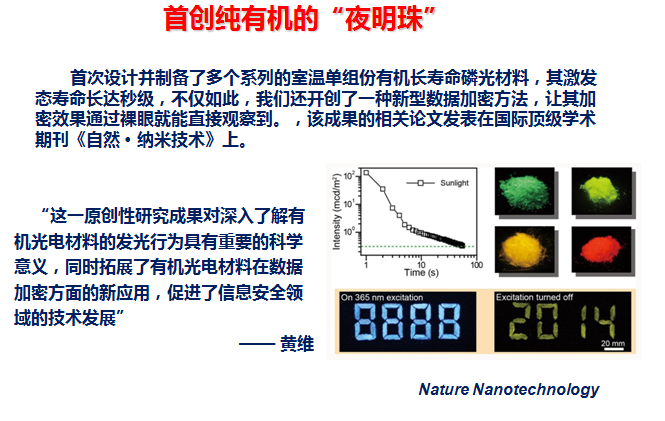 首创纯有机的“夜明珠”
首次设计并制备了多个系列的室温单组份有机长寿命磷光材料，其激发
态寿命长达秒级，不仅如此，我们还开创了一种新型数据加密方法，让其加
密效果通过裸眼就能直接观察到。，该成果的相关论文发表在国际顶级学术
期刊《自然·纳米技术》上。
“这一原创性研究成果对深入了解有
机光电材料的发光行为具有重要的科学
意义，同时拓展了有机光电材料在数据
加密方面的新应用，促进了信息安全领
域的技术发展”
—— 黄维
Intensity (mcd/m²)
10²
10¹
10⁰
Sunlight
1 10 100
Time (s)
On 365 nm excitation
8888
Excitation turned off
2014
20 mm
Nature Nanotechnology